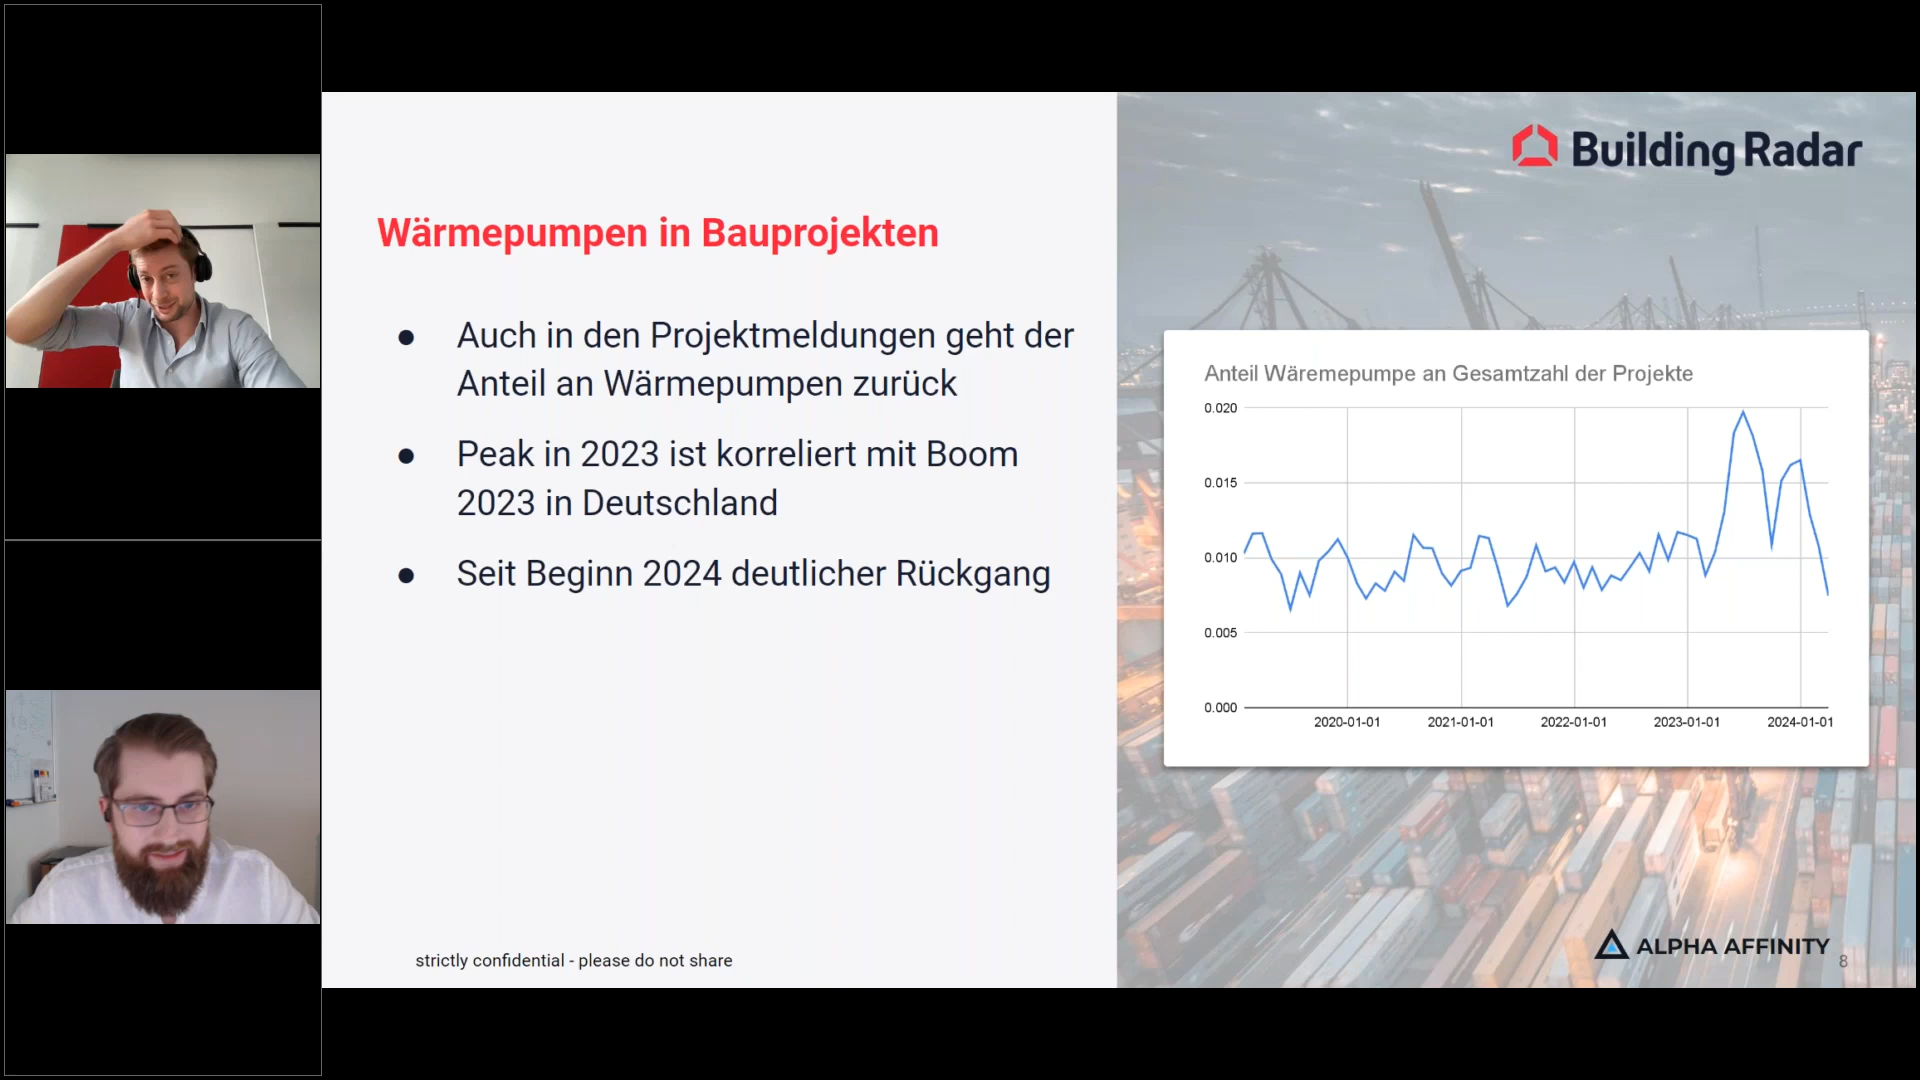 Building Radar
Wärmepumpen in Bauprojekten
● Auch in den Projektmeldungen geht der
Anteil an Wärmepumpen zurück
● Peak in 2023 ist korreliert mit Boom
2023 in Deutschland
● Seit Beginn 2024 deutlicher Rückgang
Anteil Wäremepumpe an Gesamtzahl der Projekte
0.020
0.015
0.010
0.005
0.000
2020-01-01 2021-01-01 2022-01-01 2023-01-01 2024-01-01
strictly confidential - please do not share
ALPHA AFFINITY
8